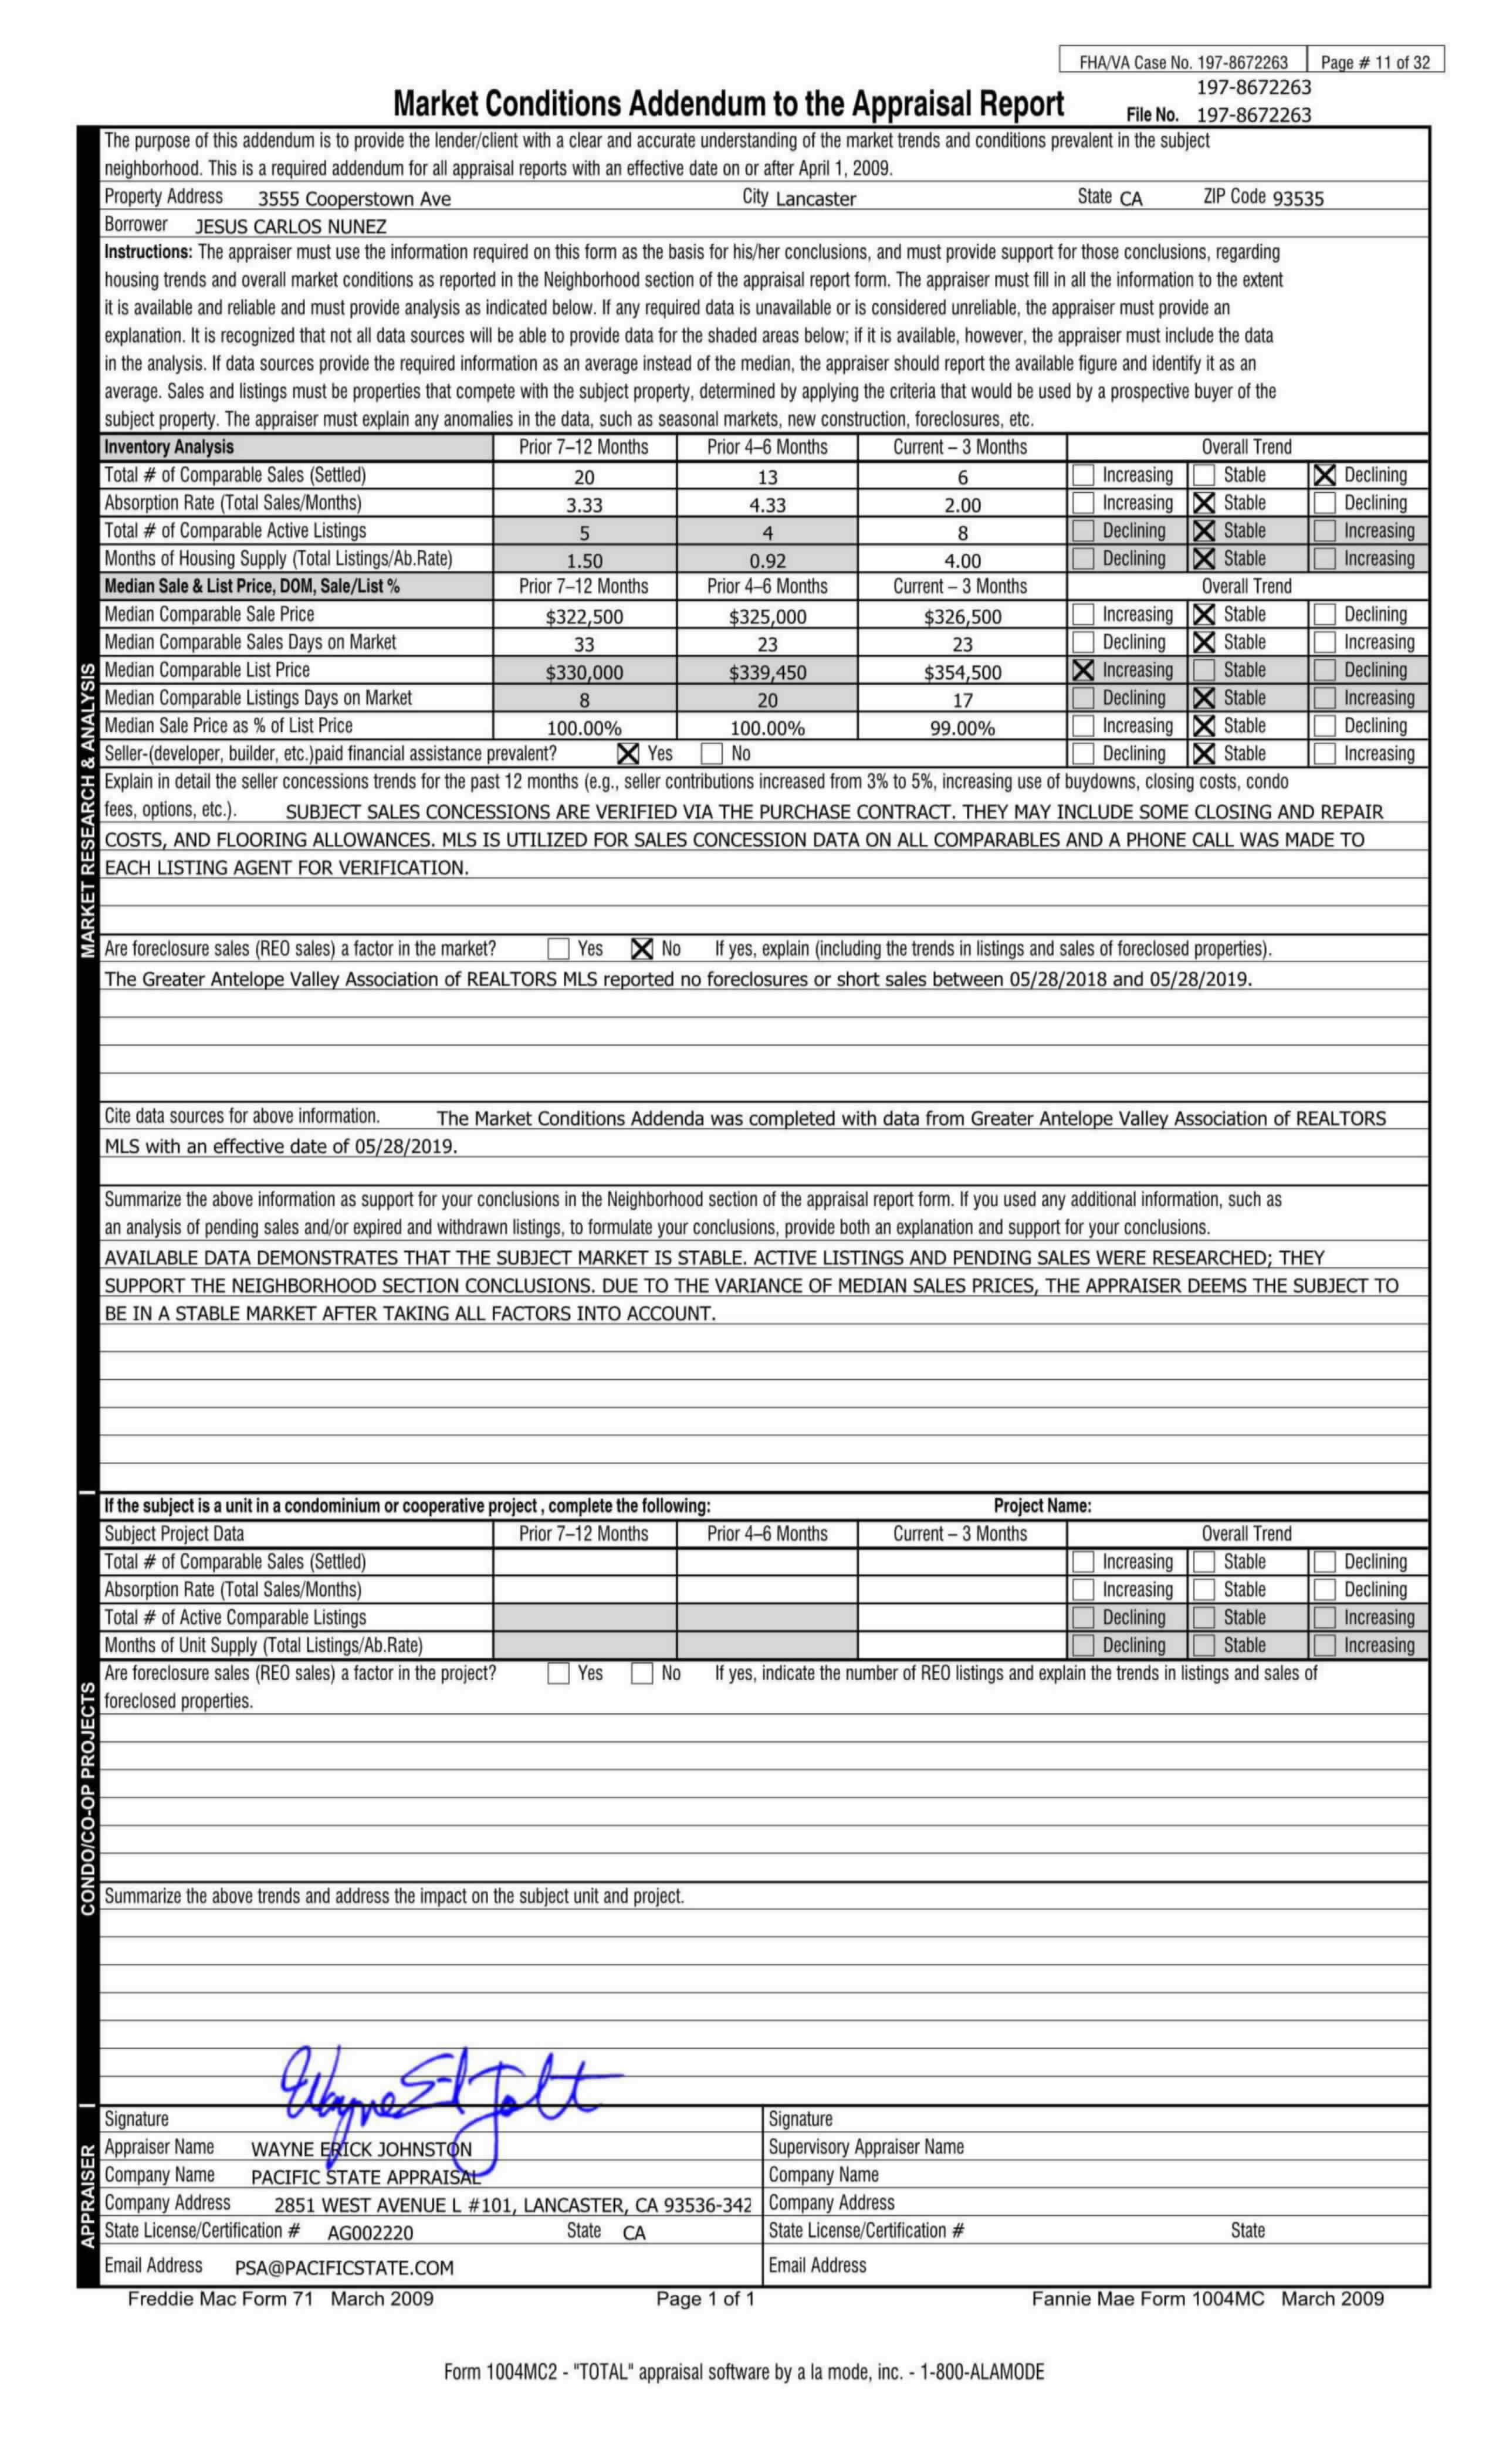 FHA/VA Case No. 197-8672263 Page # 11 of 32
197-8672263
Market Conditions Addendum to the Appraisal Report File No. 197-8672263
The purpose of this addendum is to provide the lender/client with a clear and accurate understanding of the market trends and conditions prevalent in the subject
neighborhood. This is a required addendum for all appraisal reports with an effective date on or after April 1, 2009.
Property Address 3555 Cooperstown Ave City Lancaster State CA ZIP Code 93535
Borrower JESUS CARLOS NUNEZ
Instructions: The appraiser must use the information required on this form as the basis for his/her conclusions, and must provide support for those conclusions, regarding
housing trends and overall market conditions as reported in the Neighborhood section of the appraisal report form. The appraiser must fill in all the information to the extent
it is available and reliable and must provide analysis as indicated below. If any required data is unavailable or is considered unreliable, the appraiser must provide an
explanation. It is recognized that not all data sources will be able to provide data for the shaded areas below; if it is available, however, the appraiser must include the data
in the analysis. If data sources provide the required information as an average instead of the median, the appraiser should report the available figure and identify it as an
average. Sales and listings must be properties that compete with the subject property, determined by applying the criteria that would be used by a prospective buyer of the
subject property. The appraiser must explain any anomalies in the data, such as seasonal markets, new construction, foreclosures, etc.
Inventory Analysis Prior 7–12 Months Prior 4–6 Months Current – 3 Months Overall Trend
Total # of Comparable Sales (Settled) 20 13 6 Increasing Stable X Declining
Absorption Rate (Total Sales/Months) 3.33 4.33 2.00 Increasing X Stable Declining
Total # of Comparable Active Listings 5 4 8 Declining X Stable Increasing
Months of Housing Supply (Total Listings/Ab.Rate) 1.50 0.92 4.00 Declining X Stable Increasing
Median Sale & List Price, DOM, Sale/List % Prior 7–12 Months Prior 4–6 Months Current – 3 Months Overall Trend
Median Comparable Sale Price $322,500 $325,000 $326,500 Increasing X Stable Declining
Median Comparable Sales Days on Market 33 23 23 Declining X Stable Increasing
Median Comparable List Price $330,000 $339,450 $354,500 X Increasing Stable Declining
Median Comparable Listings Days on Market 8 20 17 Declining X Stable Increasing
Median Sale Price as % of List Price 100.00% 100.00% 99.00% Increasing X Stable Declining
Seller-(developer, builder, etc.)paid financial assistance prevalent? X Yes No Declining X Stable Increasing
Explain in detail the seller concessions trends for the past 12 months (e.g., seller contributions increased from 3% to 5%, increasing use of buydowns, closing costs, condo
fees, options, etc.). SUBJECT SALES CONCESSIONS ARE VERIFIED VIA THE PURCHASE CONTRACT. THEY MAY INCLUDE SOME CLOSING AND REPAIR
COSTS, AND FLOORING ALLOWANCES. MLS IS UTILIZED FOR SALES CONCESSION DATA ON ALL COMPARABLES AND A PHONE CALL WAS MADE TO
EACH LISTING AGENT FOR VERIFICATION.
Are foreclosure sales (REO sales) a factor in the market? Yes X No If yes, explain (including the trends in listings and sales of foreclosed properties).
The Greater Antelope Valley Association of REALTORS MLS reported no foreclosures or short sales between 05/28/2018 and 05/28/2019.
Cite data sources for above information. The Market Conditions Addenda was completed with data from Greater Antelope Valley Association of REALTORS
MLS with an effective date of 05/28/2019.
Summarize the above information as support for your conclusions in the Neighborhood section of the appraisal report form. If you used any additional information, such as
an analysis of pending sales and/or expired and withdrawn listings, to formulate your conclusions, provide both an explanation and support for your conclusions.
AVAILABLE DATA DEMONSTRATES THAT THE SUBJECT MARKET IS STABLE. ACTIVE LISTINGS AND PENDING SALES WERE RESEARCHED; THEY
SUPPORT THE NEIGHBORHOOD SECTION CONCLUSIONS. DUE TO THE VARIANCE OF MEDIAN SALES PRICES, THE APPRAISER DEEMS THE SUBJECT TO
BE IN A STABLE MARKET AFTER TAKING ALL FACTORS INTO ACCOUNT.
MARKET RESEARCH & ANALYSIS
If the subject is a unit in a condominium or cooperative project , complete the following: Project Name:
Subject Project Data Prior 7–12 Months Prior 4–6 Months Current – 3 Months Overall Trend
Total # of Comparable Sales (Settled) Increasing Stable Declining
Absorption Rate (Total Sales/Months) Increasing Stable Declining
Total # of Active Comparable Listings Declining Stable Increasing
Months of Unit Supply (Total Listings/Ab.Rate) Declining Stable Increasing
Are foreclosure sales (REO sales) a factor in the project? Yes No If yes, indicate the number of REO listings and explain the trends in listings and sales of
foreclosed properties.
Summarize the above trends and address the impact on the subject unit and project.
CONDO/CO-OP PROJECTS
Signature Signature
Appraiser Name WAYNE ERICK JOHNSTON Supervisory Appraiser Name
Company Name PACIFIC STATE APPRAISAL Company Name
Company Address 2851 WEST AVENUE L #101, LANCASTER, CA 93536-342 Company Address
State License/Certification # AG002220 State CA State License/Certification # State
Email Address PSA@PACIFICSTATE.COM Email Address
APPRAISER
Freddie Mac Form 71 March 2009 Page 1 of 1 Fannie Mae Form 1004MC March 2009
Form 1004MC2 - "TOTAL" appraisal software by a la mode, inc. - 1-800-ALAMODE